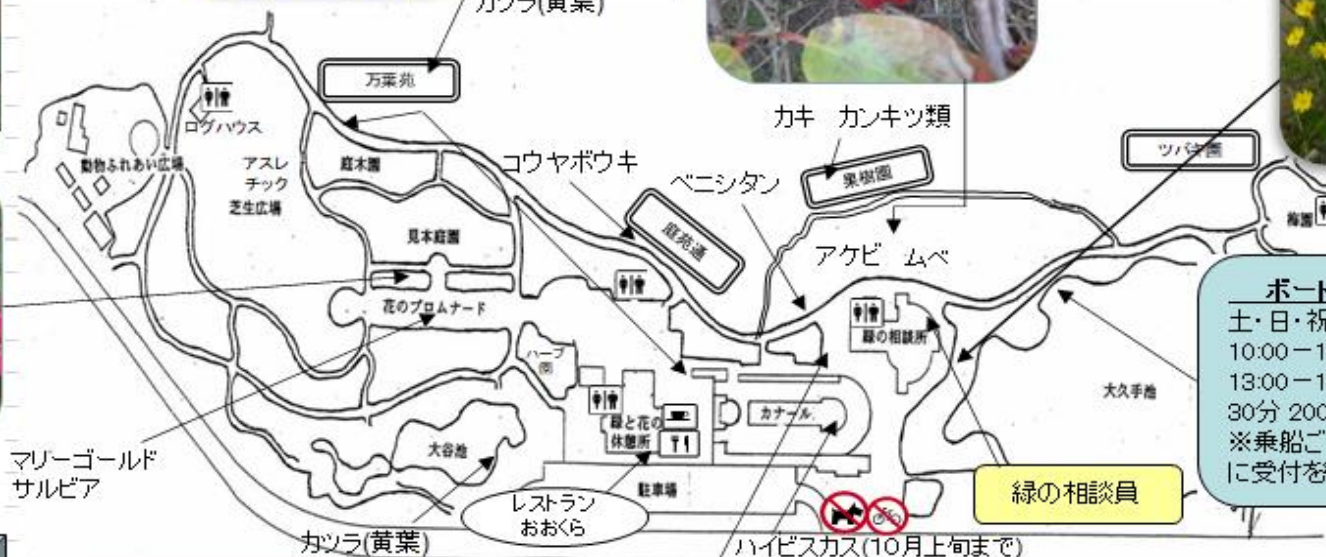 カツラ(黄葉)
万葉苑
ログハウス
動物ふれあい広場
アスレ
チック
芝生広場
庭木園
コウヤボウキ
カキ カンキツ類
ツバキ園
果樹園
ベニシタン
庭苑通
見本庭園
アケビ ムベ
梅園
花のプロムナード
緑の相談所
ボート
土・日・祝
10:00－1
13:00－1
30分 200
※乗船ご
に受付を
ハーブ
園
大久手池
カナール
緑と花の
休憩所
大谷池
マリーゴールド
サルビア
駐車場
レストラン
おおくら
緑の相談員
カツラ(黄葉)
ハイビスカス(10月上旬まで)